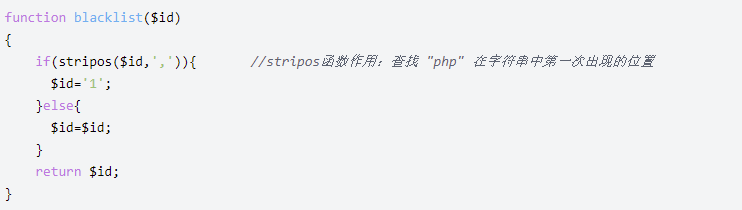 function blacklist($id)
{
    if(stripos($id,',')){       //stripos函数作用：查找 "php" 在字符串中第一次出现的位置
      $id='1';
    }else{
      $id=$id;
    }
    return $id;
}